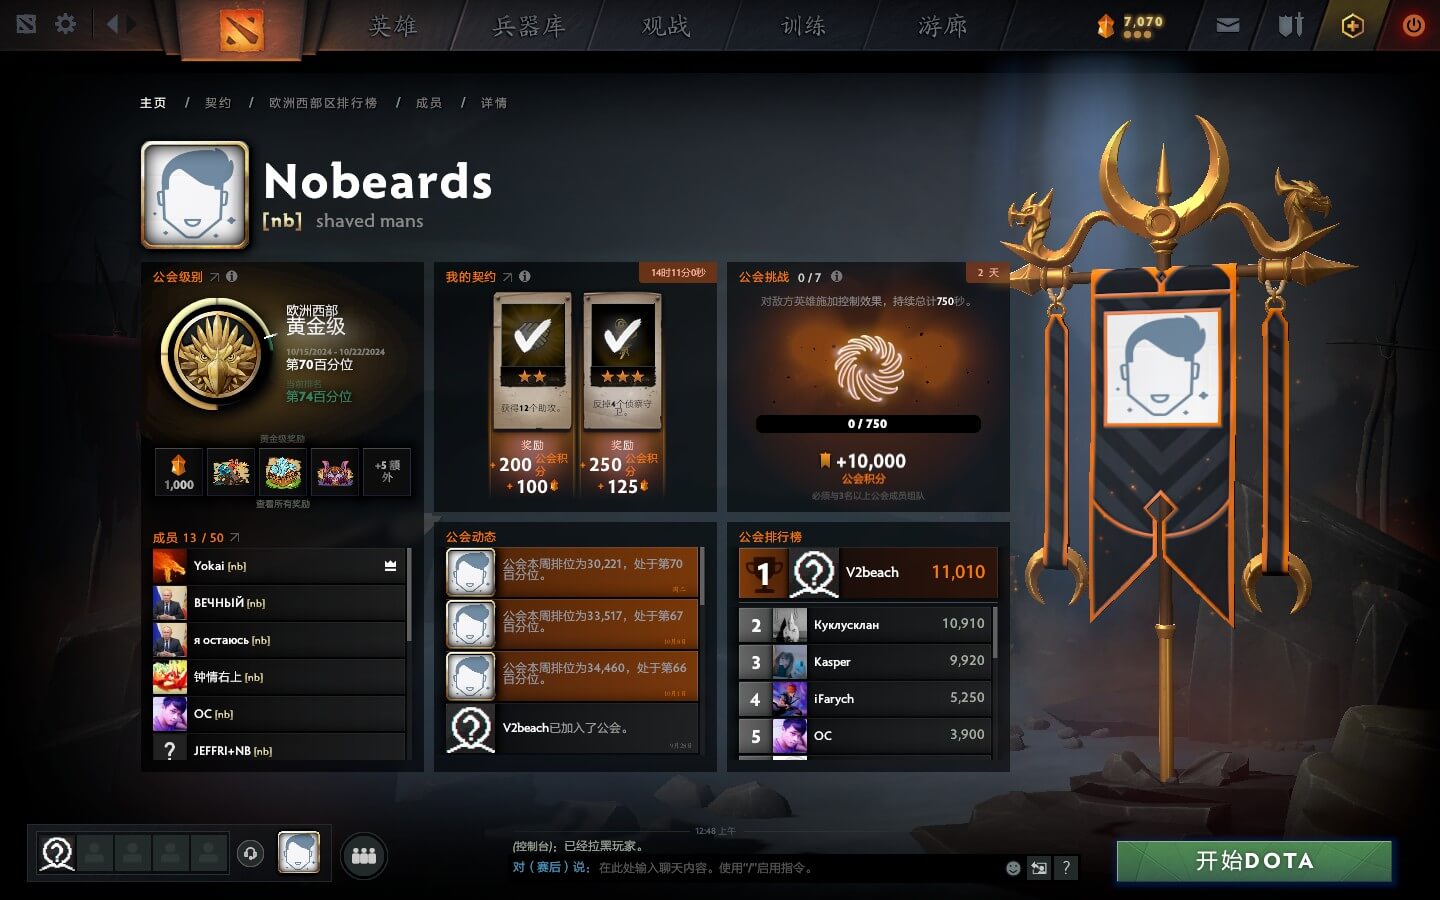 英雄
兵器库
观战
训练
游廊
7,070
主页 / 契约 / 欧洲西部区排行榜 / 成员 / 详情
Nobeards
[nb] shaved mans
公会级别
欧洲西部
黄金级
10/15/2024 - 10/22/2024
第70百分位
当前排名
第74百分位
黄金级奖励
1,000
+5 额外
查看所有奖励
我的契约
14时11分0秒
获得12个助攻。
反掉4个侦察守卫。
奖励
+200 公会积分
+100
奖励
+250 公会积分
+125
公会挑战 0 / 7
2 天
对敌方英雄施加控制效果，持续总计750秒。
0 / 750
+10,000
公会积分
必须与3名以上公会成员组队
成员 13 / 50
Yokai [nb]
ВЕЧНЫЙ [nb]
я остаюсь [nb]
钟情右上 [nb]
OC [nb]
? JEFFRI+NB [nb]
公会动态
公会本周排位为30,221，处于第70百分位。
周二
公会本周排位为33,517，处于第67百分位。
10月8日
公会本周排位为34,460，处于第66百分位。
10月1日
V2beach已加入了公会。
公会排行榜
1 V2beach 11,010
2 Куклусклан 10,910
3 Kasper 9,920
4 iFarych 5,250
5 OC 3,900
12:48 上午
(控制台)：已经拉黑玩家。
对（赛后）说：在此处输入聊天内容。使用"/"启用指令。
?
开始DOTA